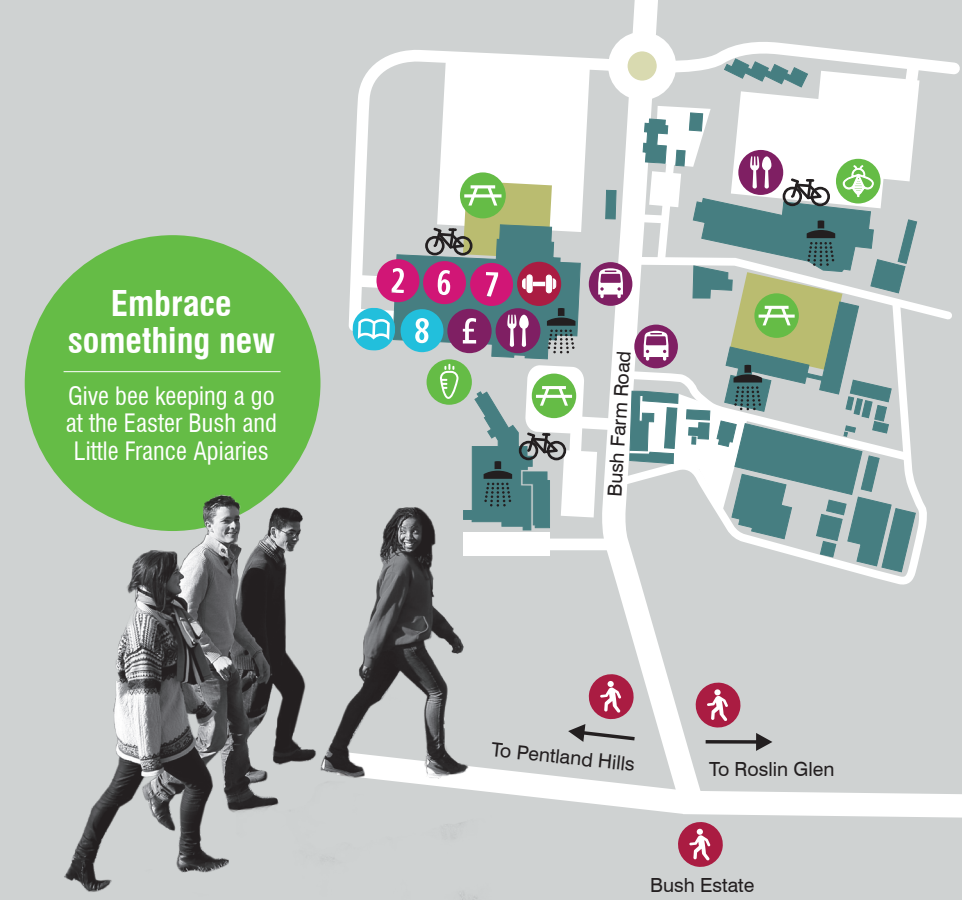 Embrace
something new
Give bee keeping a go
at the Easter Bush and
Little France Apiaries
2 6 7
8 £
Bush Farm Road
To Pentland Hills
To Roslin Glen
Bush Estate